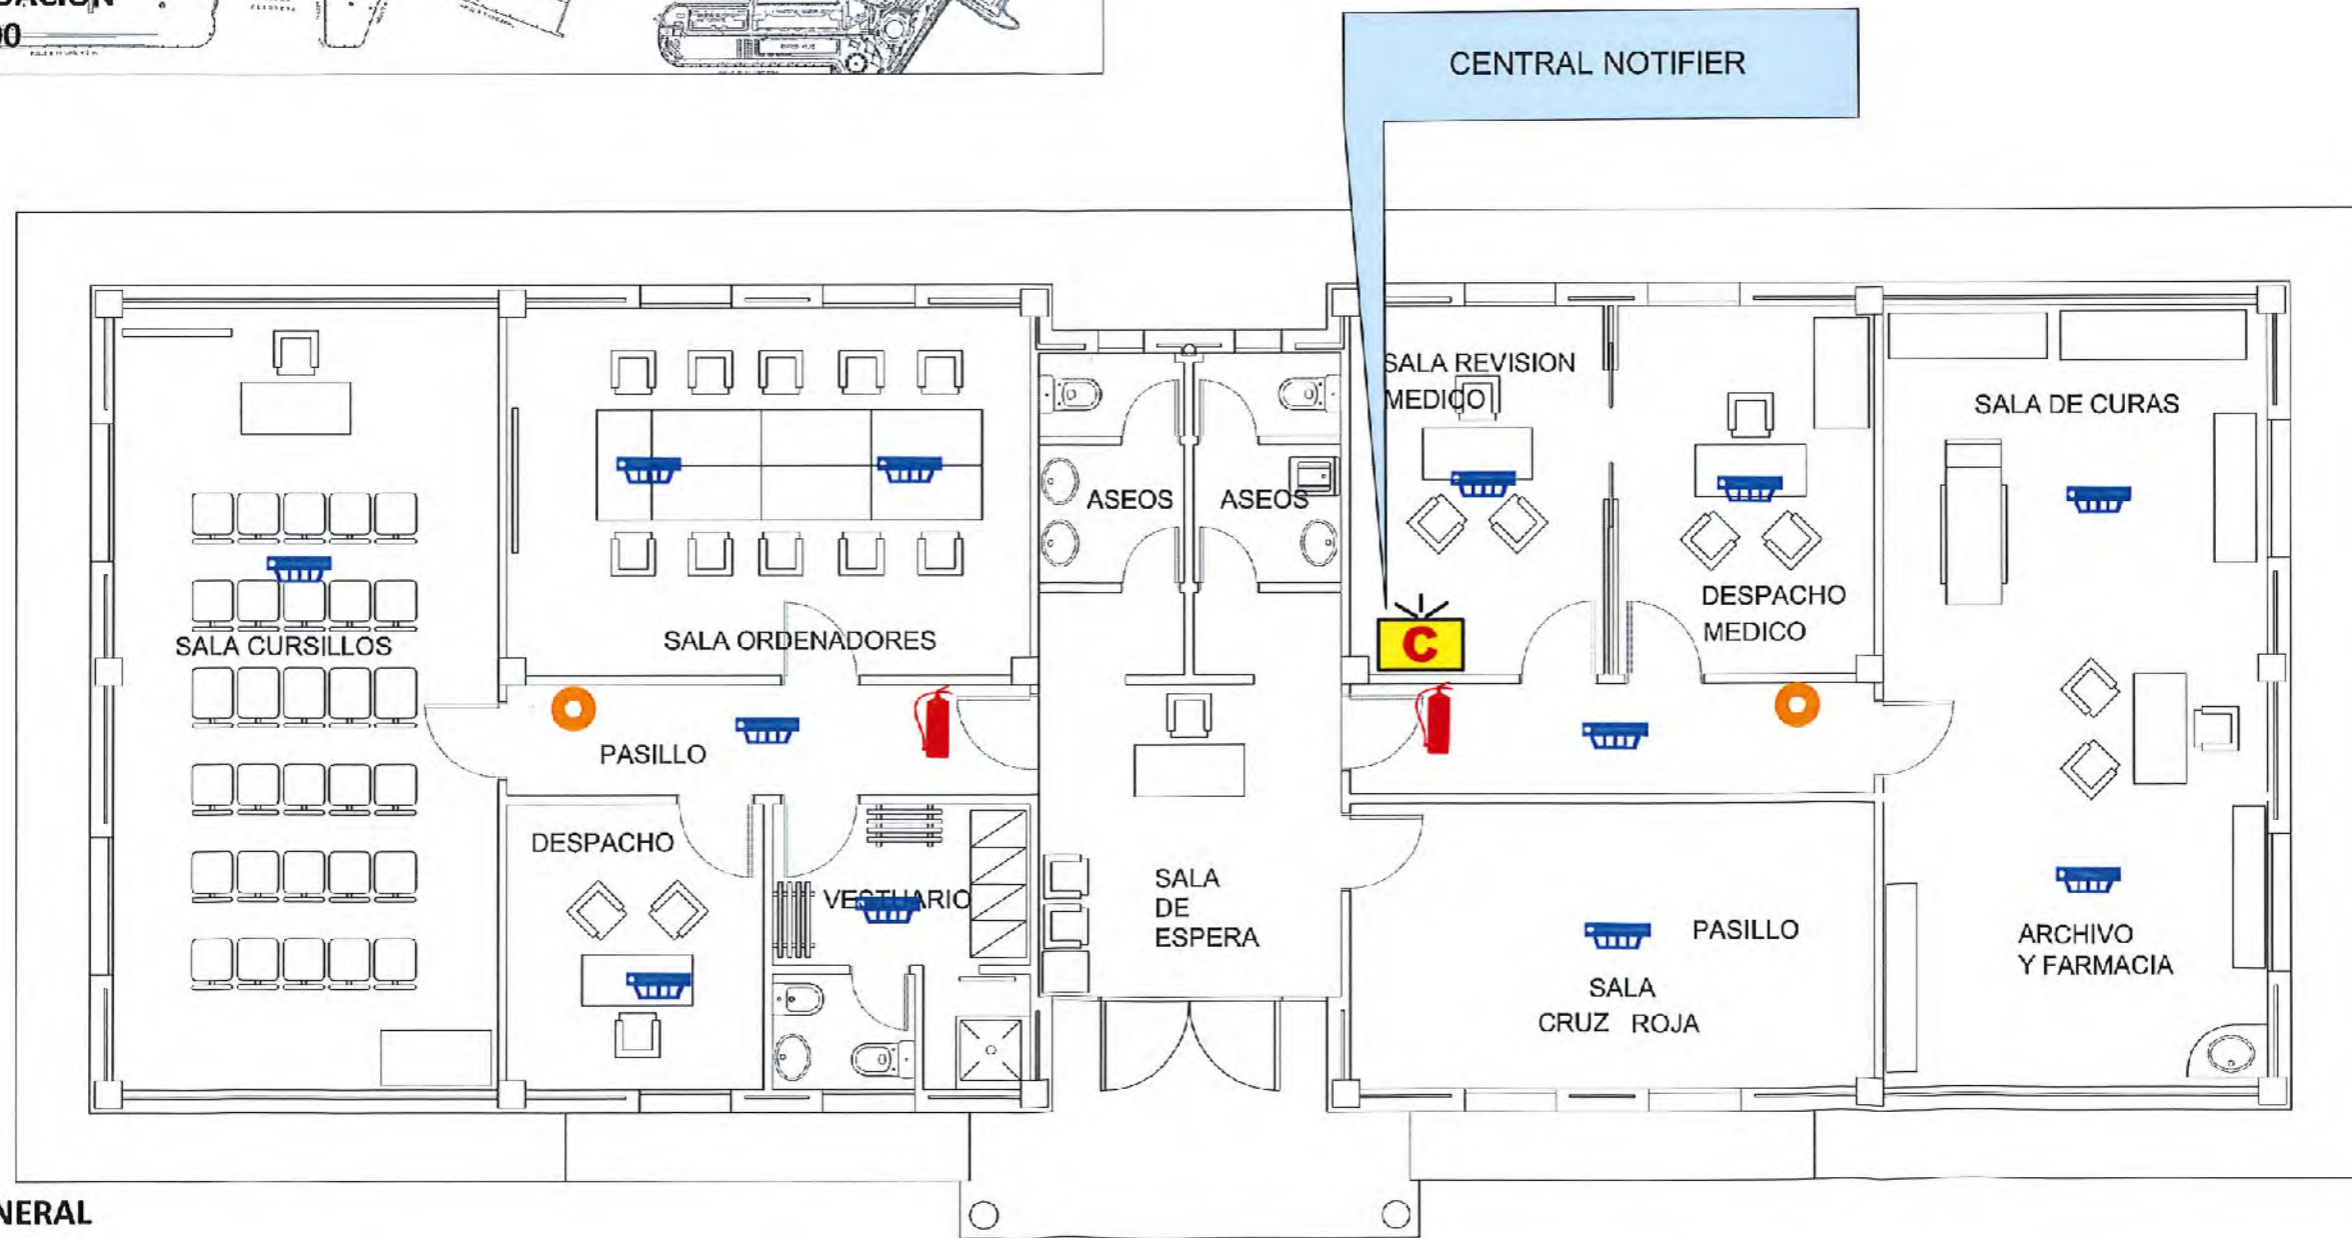 CENTRAL NOTIFIER
SALA REVISION
MEDICO
SALA DE CURAS
ASEOS
ASEOS
DESPACHO
MEDICO
SALA CURSILLOS
SALA ORDENADORES
C
PASILLO
DESPACHO
VESTUARIO
SALA
DE
ESPERA
PASILLO
SALA
CRUZ ROJA
ARCHIVO
Y FARMACIA
NERAL